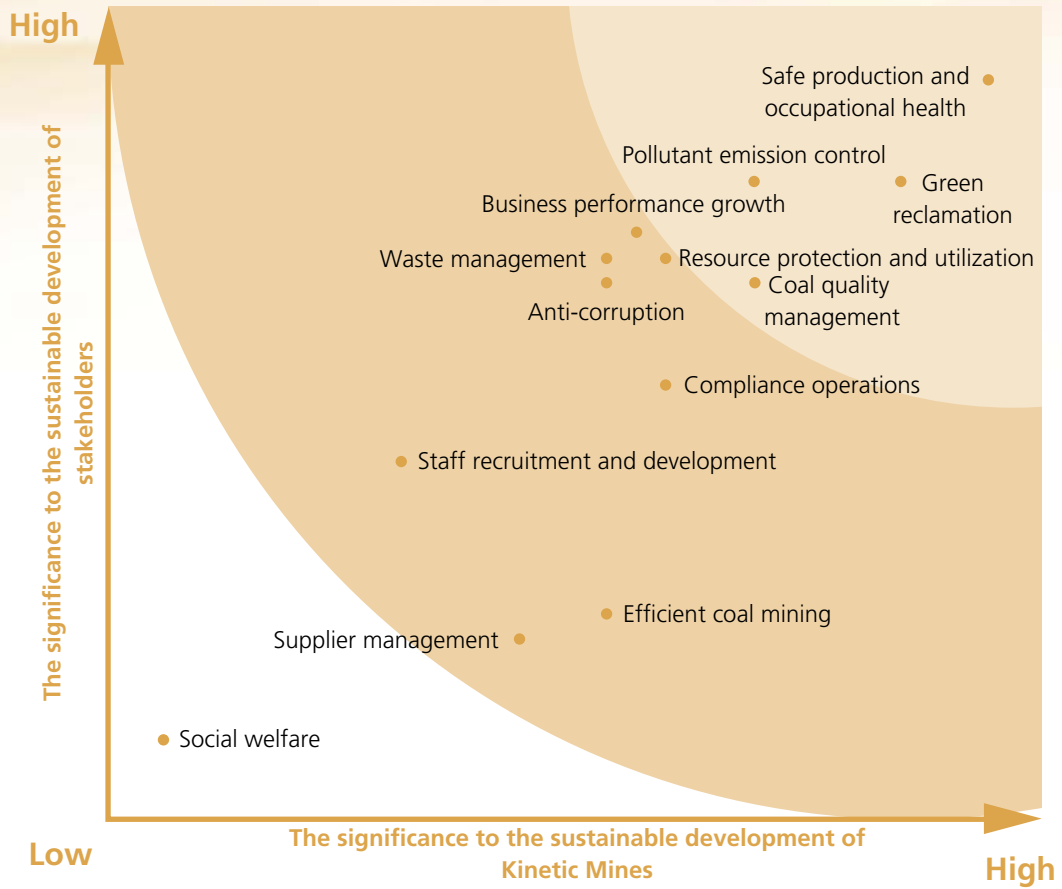 High
The significance to the sustainable development of
stakeholders
Safe production and
occupational health
Pollutant emission control
Green
reclamation
Business performance growth
Waste management
Resource protection and utilization
Coal quality
management
Anti-corruption
Compliance operations
Staff recruitment and development
Efficient coal mining
Supplier management
Social welfare
Low
The significance to the sustainable development of
Kinetic Mines
High